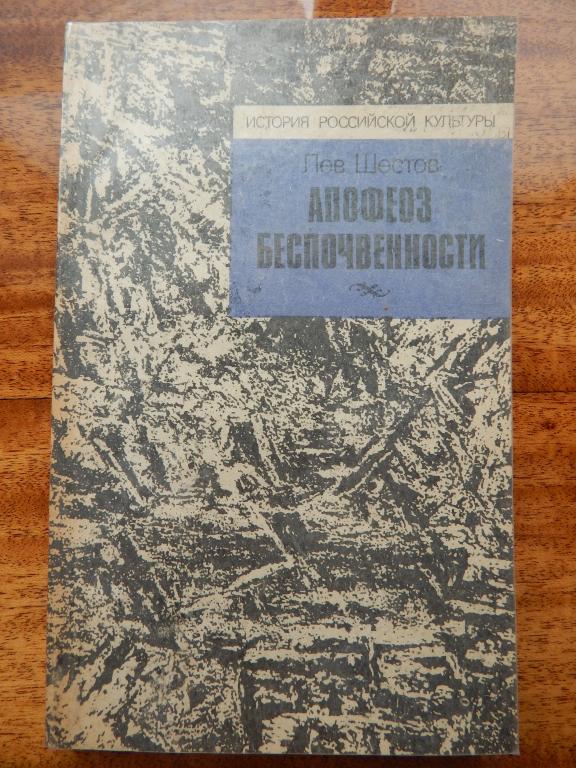 ИСТОРИЯ РОССИЙСКОЙ КУЛЬТУРЫ
Лев Шестов
АПОФЕОЗ
БЕСПОЧВЕННОСТИ